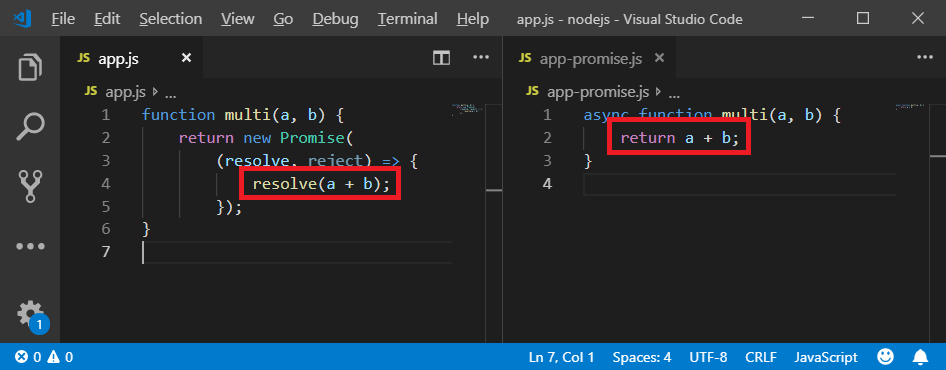 File Edit Selection View Go Debug Terminal Help app.js - nodejs - Visual Studio Code
JS app.js
JS app.js > ...
1 function multi(a, b) {
2 return new Promise(
3 (resolve, reject) => {
4 resolve(a + b);
5 });
6 }
7
JS app-promise.js
JS app-promise.js > ...
1 async function multi(a, b) {
2 return a + b;
3 }
4
1
0 0 Ln 7, Col 1 Spaces: 4 UTF-8 CRLF JavaScript